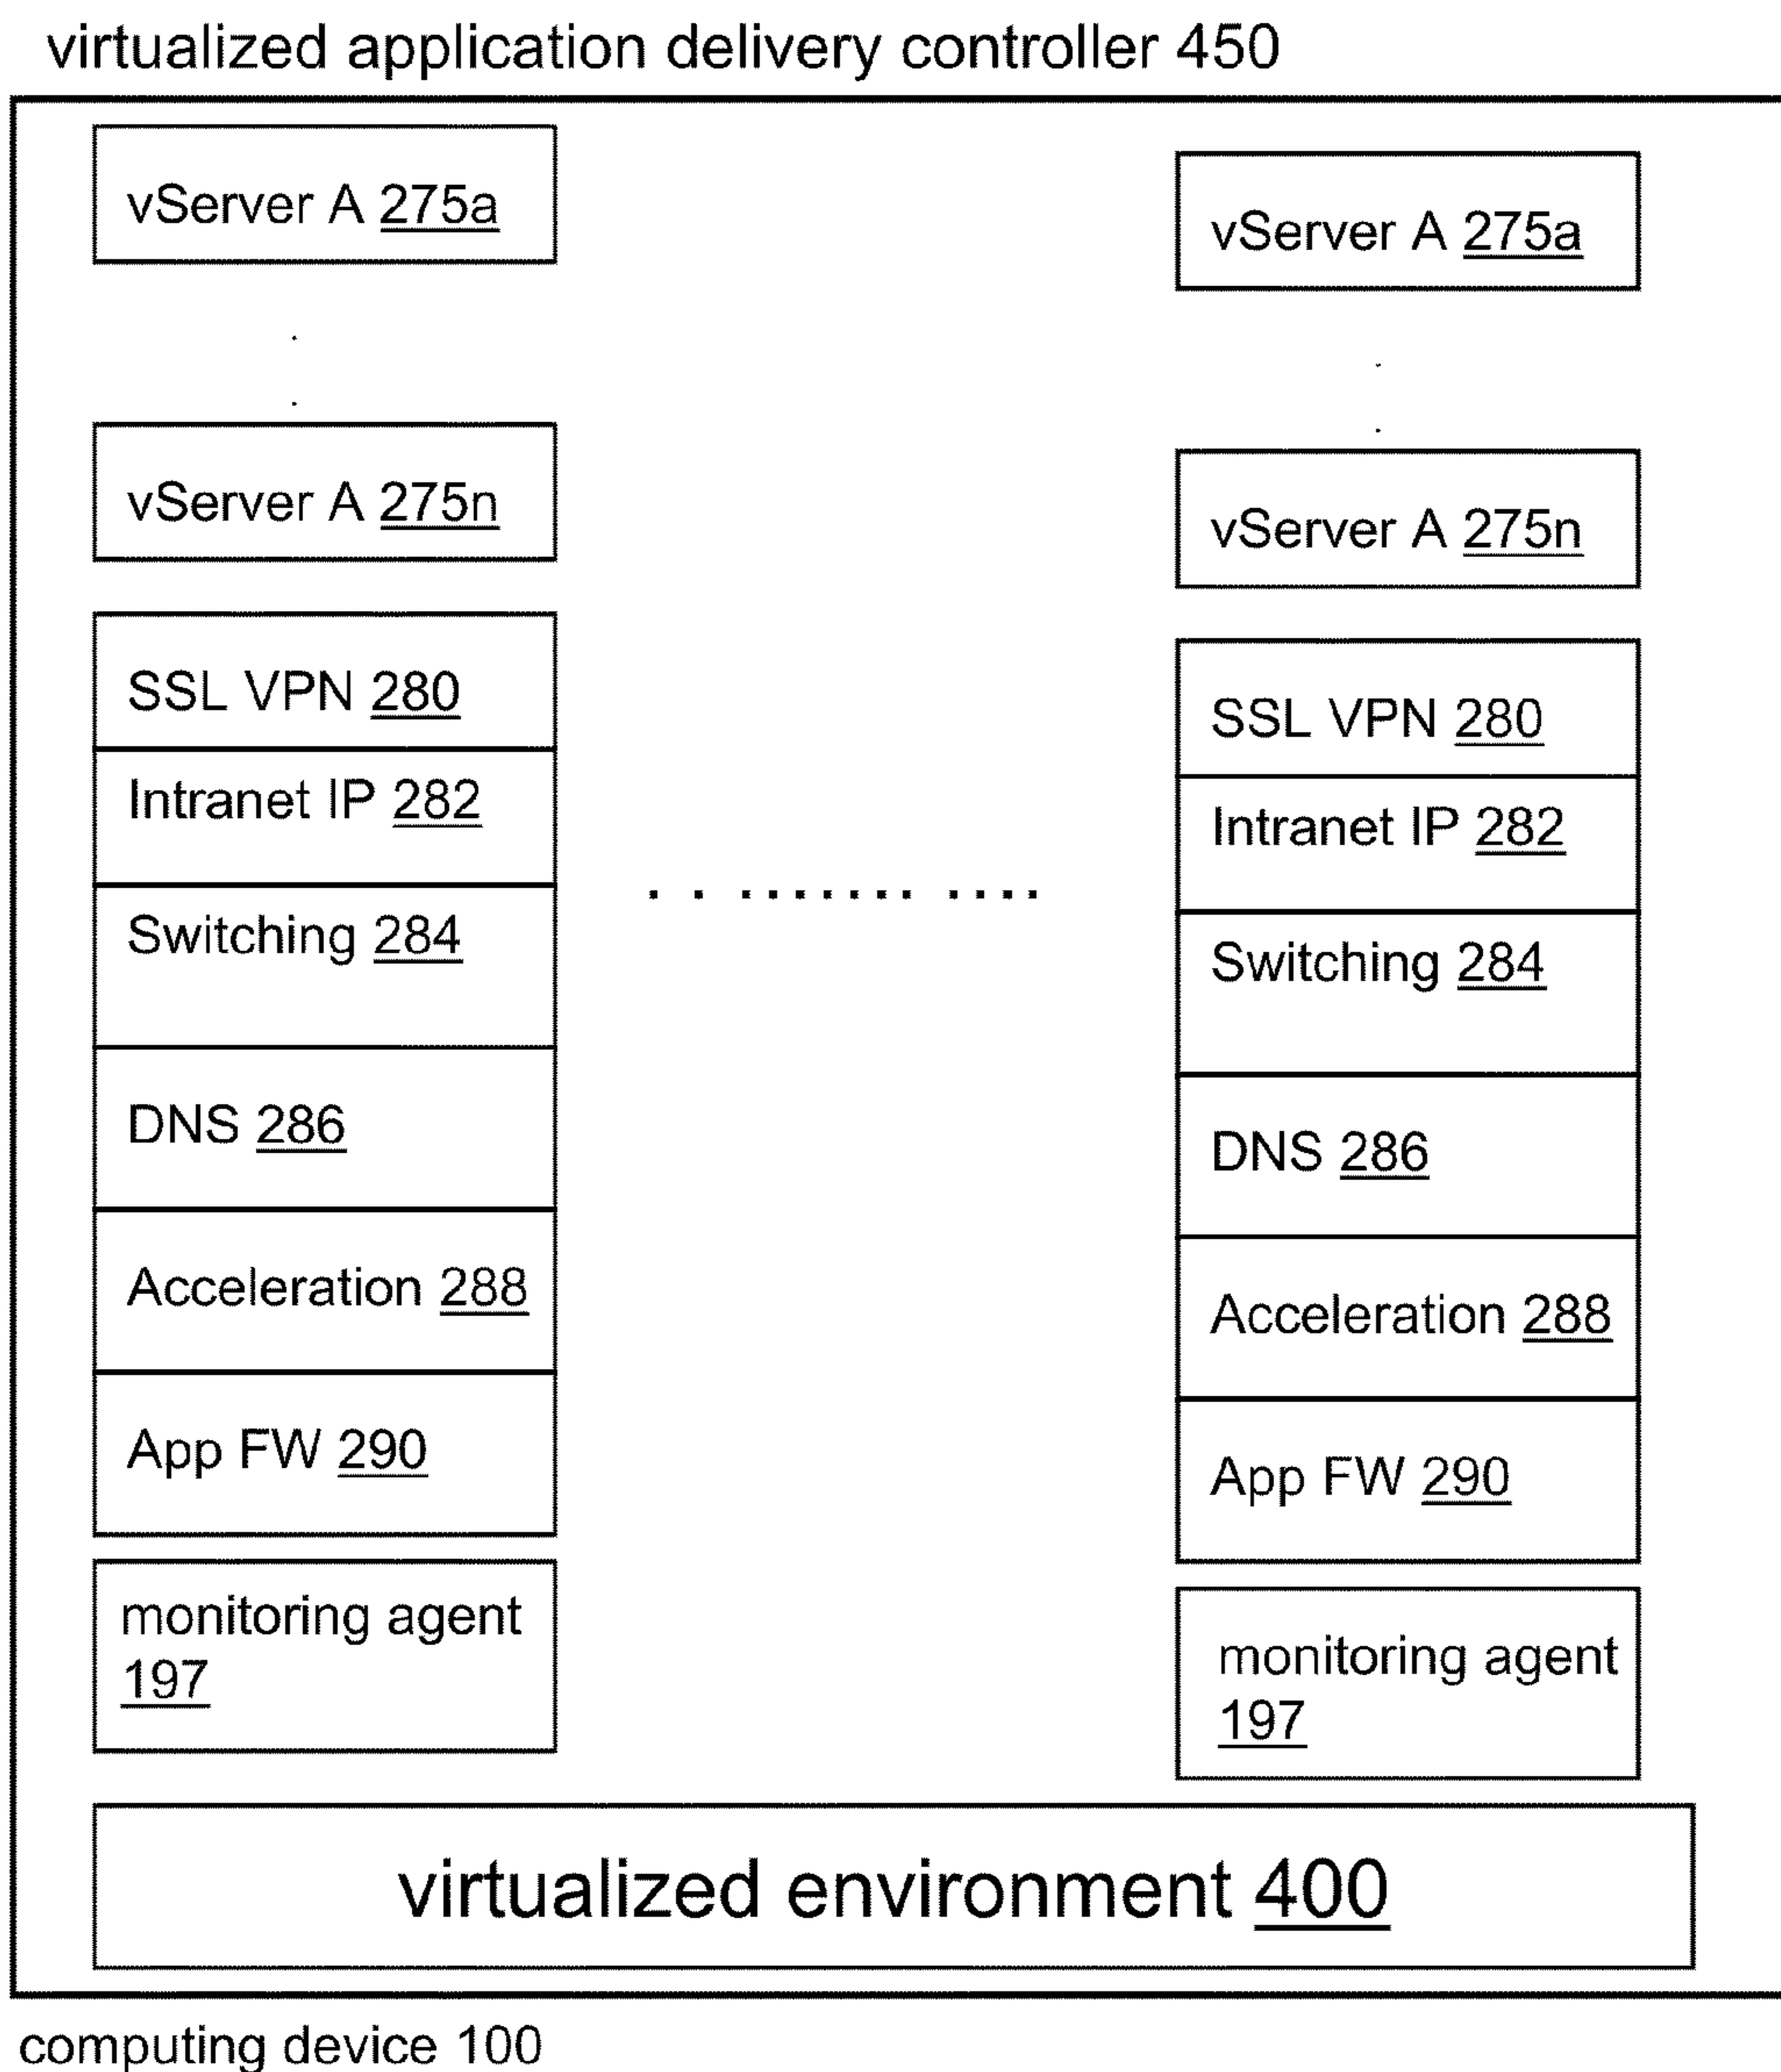 virtualized application delivery controller 450
vServer A 275a
vServer A 275n
SSL VPN 280
Intranet IP 282
Switching 284
DNS 286
Acceleration 288
App FW 290
monitoring agent
197
vServer A 275a
vServer A 275n
SSL VPN 280
Intranet IP 282
Switching 284
DNS 286
Acceleration 288
App FW 290
monitoring agent
197
virtualized environment 400
computing device 100